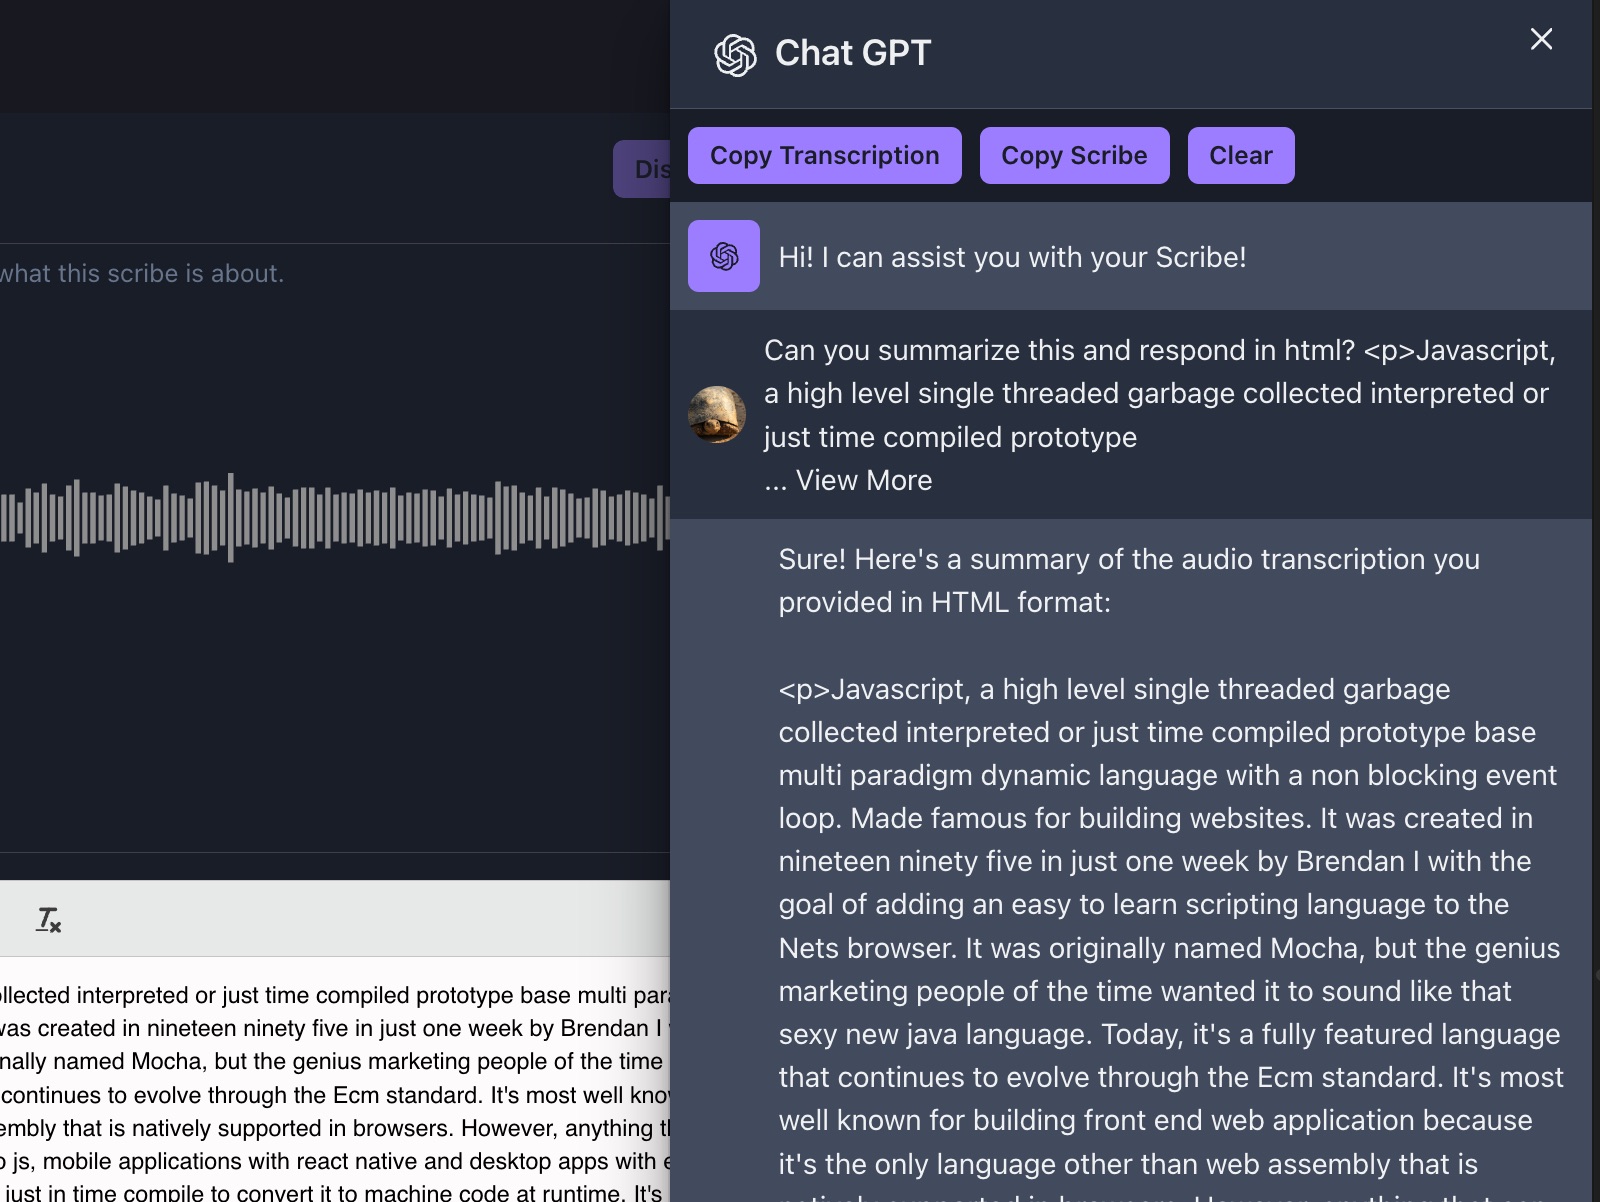 Chat GPT
Copy Transcription
Copy Scribe
Clear
Dis
what this scribe is about.
Hi! I can assist you with your Scribe!
Can you summarize this and respond in html? <p>Javascript,
a high level single threaded garbage collected interpreted or
just time compiled prototype
... View More
Sure! Here's a summary of the audio transcription you
provided in HTML format:
<p>Javascript, a high level single threaded garbage
collected interpreted or just time compiled prototype base
multi paradigm dynamic language with a non blocking event
loop. Made famous for building websites. It was created in
nineteen ninety five in just one week by Brendan I with the
goal of adding an easy to learn scripting language to the
Nets browser. It was originally named Mocha, but the genius
marketing people of the time wanted it to sound like that
sexy new java language. Today, it's a fully featured language
that continues to evolve through the Ecm standard. It's most
well known for building front end web application because
it's the only language other than web assembly that is
natively supported in browsers. However, anything that can
ollected interpreted or just time compiled prototype base multi par
was created in nineteen ninety five in just one week by Brendan I
nally named Mocha, but the genius marketing people of the time
continues to evolve through the Ecm standard. It's most well know
embly that is natively supported in browsers. However, anything th
js, mobile applications with react native and desktop apps with e
just in time compile to convert it to machine code at runtime. It's